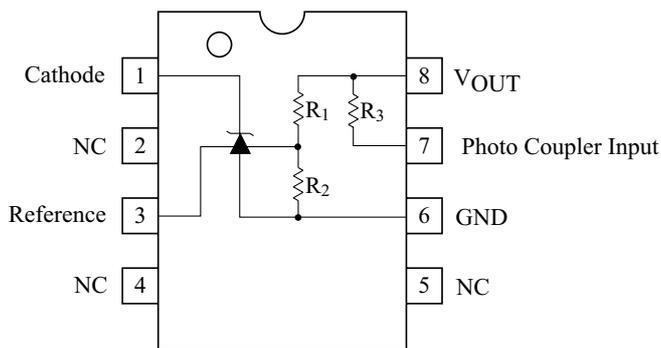 Cathode 1 8 VOUT
R1 R3
NC 2 7 Photo Coupler Input
R2
Reference 3 6 GND
NC 4 5 NC